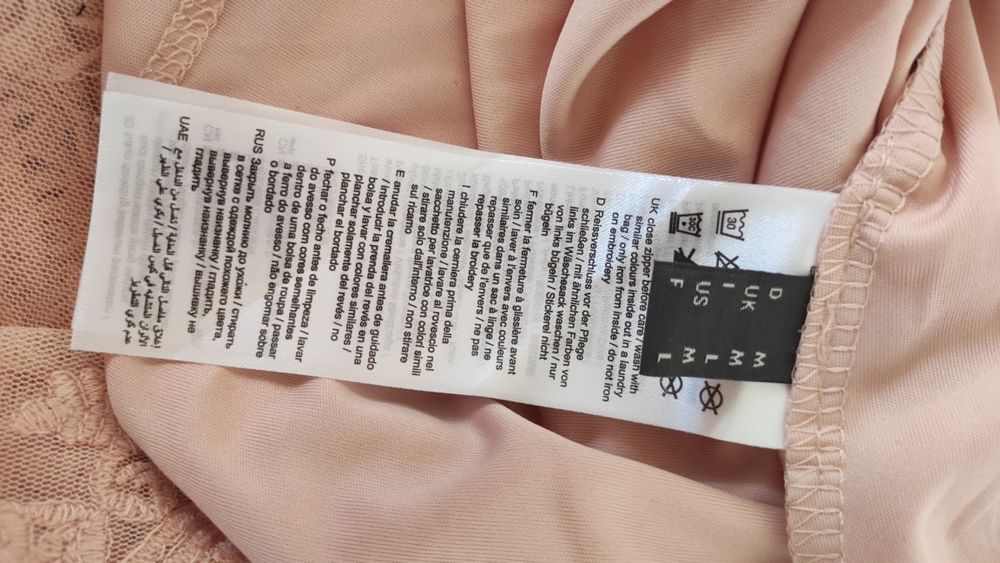 D M
UK M
I L
US M
F L
30
30
UK close zipper before care / wash with
similar colours inside out in a laundry
bag / only iron from inside / do not iron
on embroidery
D Reissverschluss vor der Pflege
schließen / mit ähnlichen Farben von
links im Wäschesack waschen / nur
von links bügeln / Stickerei nicht
bügeln
F fermer la fermeture à glissière avant
soin / laver à l'envers avec couleurs
similaires dans un sac à linge / ne
repasser que de l'envers / ne pas
repasser la broidery
I chiudere la cerniera prima della
manutenzione / lavare al rovescio nel
sacchetto per lavatrice con colori simili
/ stirare solo dall'interno / non stirare
sul ricamo
E anudar la cremallera antes de guidado
/ introducir la prenda del revés en una
bolsa y lavar con colores similares /
planchar solamente del revés / no
planchar el bordado
P fechar o fecho antes de limpeza / lavar
do avesso com cores semelhantes
dentro de uma bolsa de roupa / passar
a ferro do avesso / não engomar sobre
o bordado
RUS Закрыть молнию до ухойки / стирать
в сетке с одеждой похожого цвета,
вывернув наизнанку / гладить,
вывернув наизнанку / вышивку не
гладить
UAE